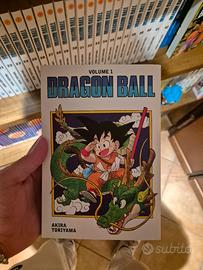 VOLUME 1
DRAGON BALL
AKIRA
TORIYAMA
subito